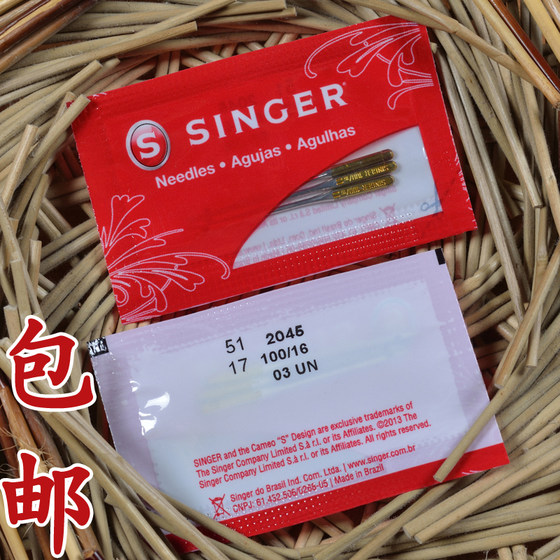 S SINGER®
Needles • Agujas • Agulhas
51 2045
17 100/16
03 UN
SINGER and the Cameo "S" Design are exclusive trademarks of
The Singer Company Limited S.à r.l. or its Affiliates. ©2013 The
Singer Company Limited S.à r.l. or its Affiliates. All rights reserved.
Singer do Brasil Ind. Com. Ltda. | www.singer.com.br
CNPJ: 61.432.506/0266-US | Made in Brazil
包
邮